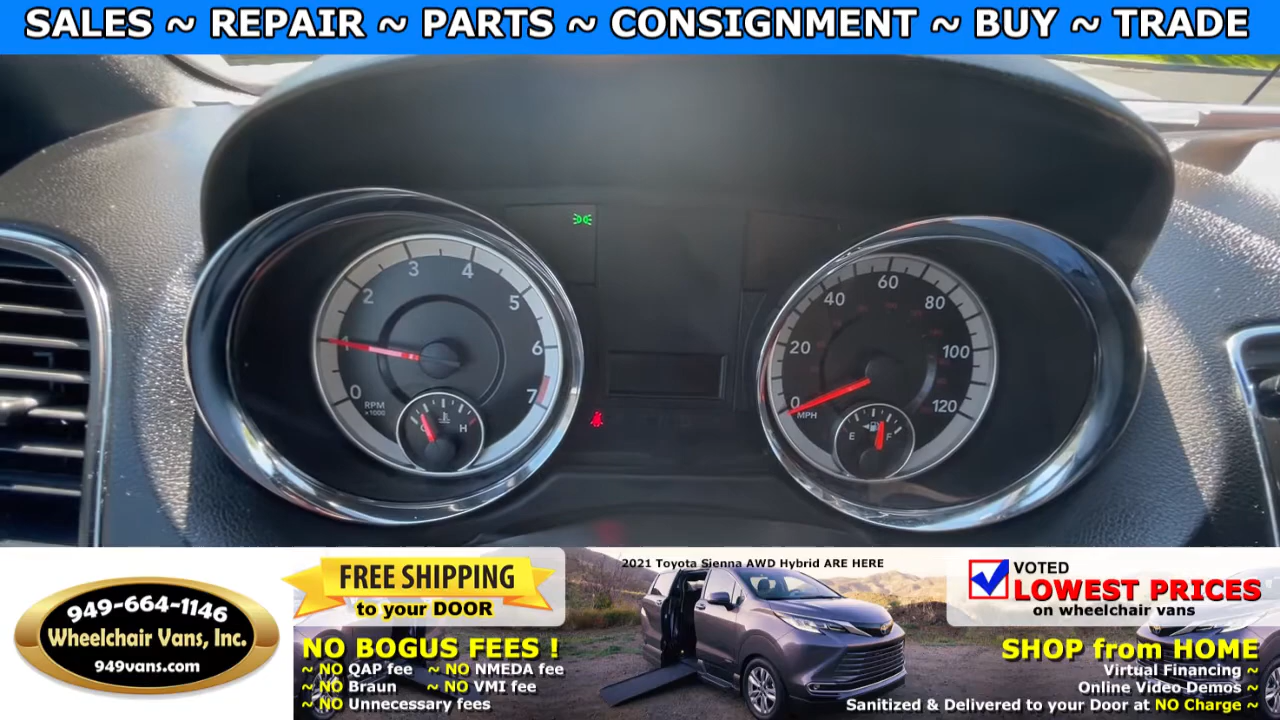 SALES ~ REPAIR ~ PARTS ~ CONSIGNMENT ~ BUY ~ TRADE
0 1 2 3 4 5 6 7
RPM
x1000
H
0 20 40 60 80 100 120
MPH
E F
949-664-1146
Wheelchair Vans, Inc.
949vans.com
FREE SHIPPING
to your DOOR
NO BOGUS FEES !
~ NO QAP fee ~ NO NMEDA fee
~ NO Braun ~ NO VMI fee
~ NO Unnecessary fees
2021 Toyota Sienna AWD Hybrid ARE HERE
VOTED
LOWEST PRICES
on wheelchair vans
SHOP from HOME
Virtual Financing ~
Online Video Demos ~
Sanitized & Delivered to your Door at NO Charge ~